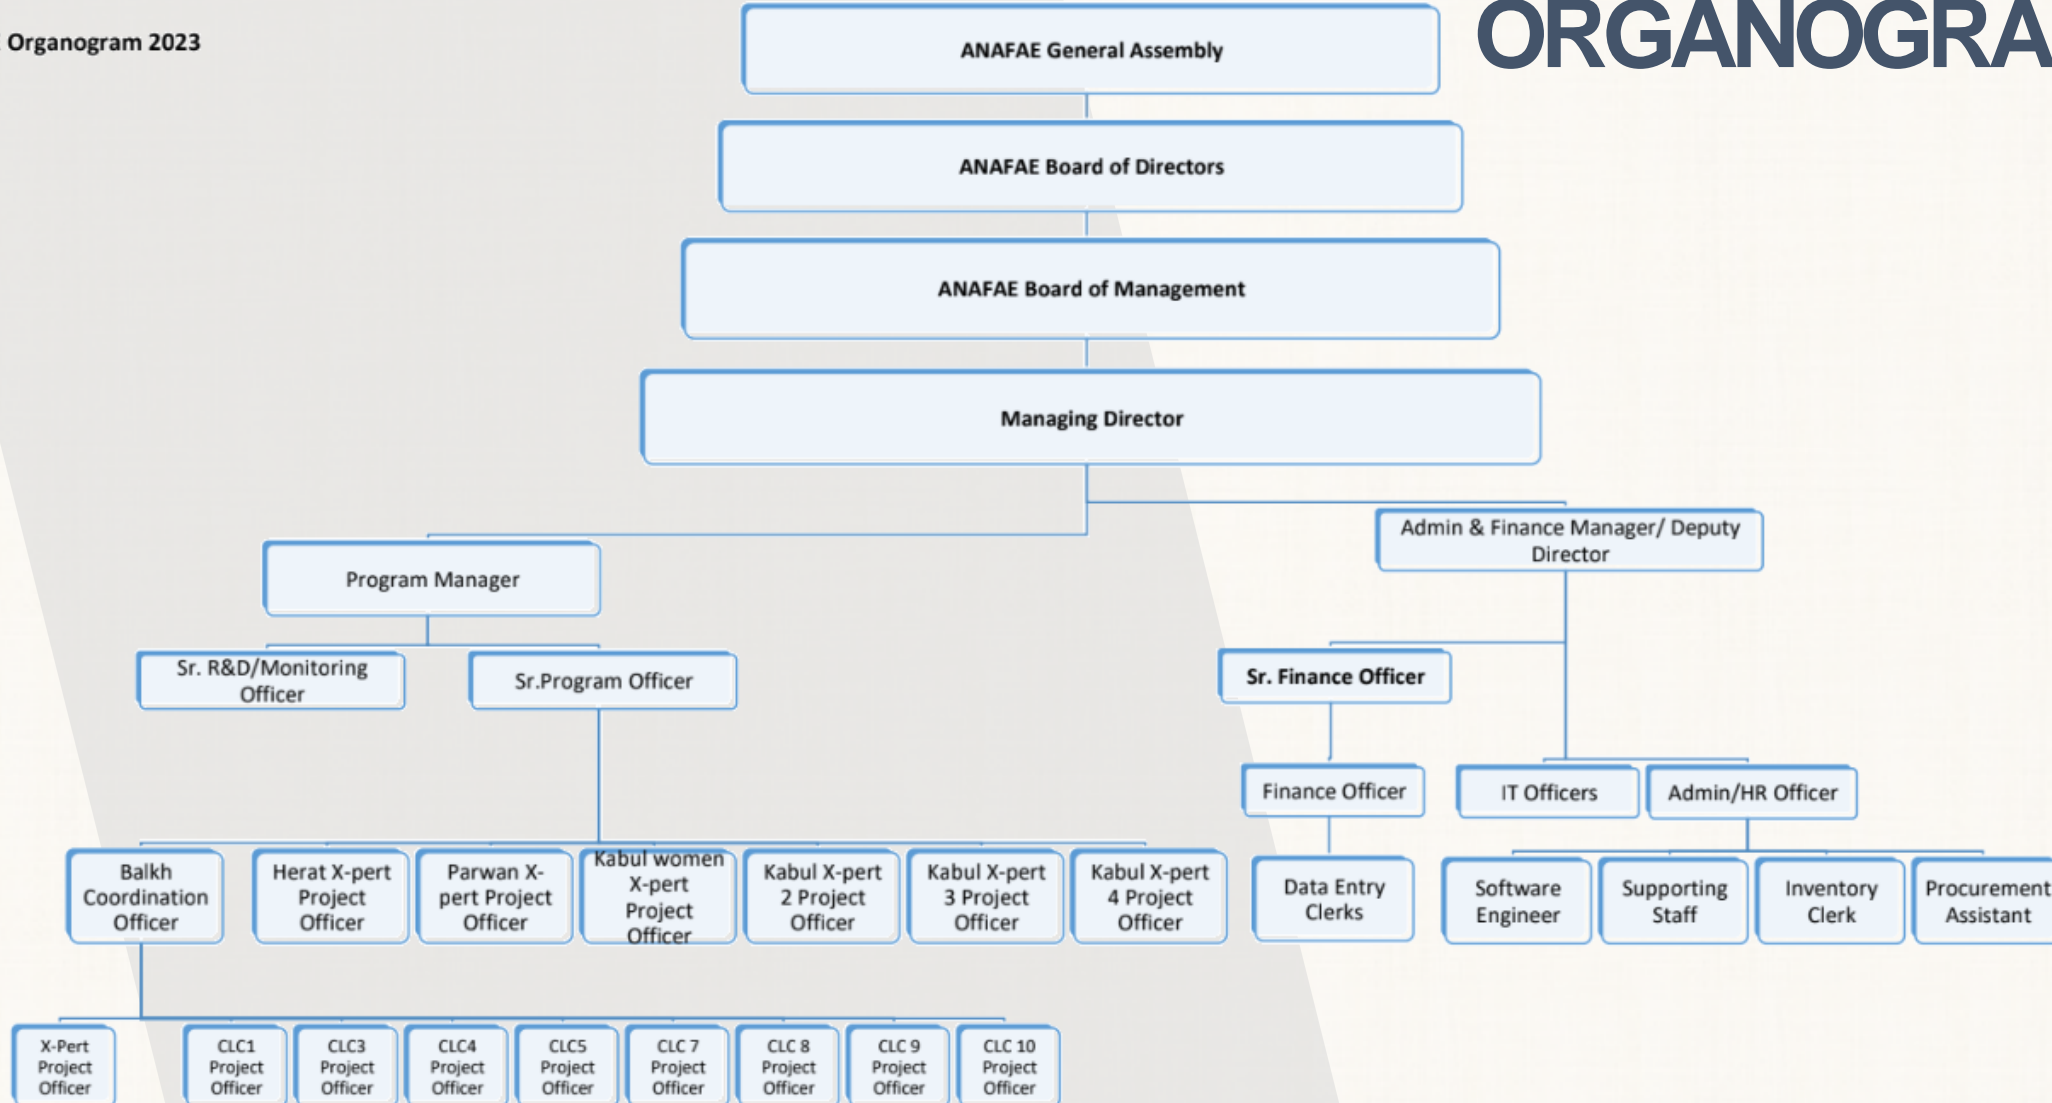 Organogram 2023
ORGANOGRA
ANAFAE General Assembly
ANAFAE Board of Directors
ANAFAE Board of Management
Managing Director
Admin & Finance Manager/ Deputy
Director
Program Manager
Sr. R&D/Monitoring
Officer
Sr.Program Officer
Sr. Finance Officer
Finance Officer
IT Officers
Admin/HR Officer
Balkh
Coordination
Officer
Herat X-pert
Project
Officer
Parwan X-
pert Project
Officer
Kabul women
X-pert
Project
Officer
Kabul X-pert
2 Project
Officer
Kabul X-pert
3 Project
Officer
Kabul X-pert
4 Project
Officer
Data Entry
Clerks
Software
Engineer
Supporting
Staff
Inventory
Clerk
Procurement
Assistant
X-Pert
Project
Officer
CLC1
Project
Officer
CLC3
Project
Officer
CLC4
Project
Officer
CLC5
Project
Officer
CLC 7
Project
Officer
CLC 8
Project
Officer
CLC 9
Project
Officer
CLC 10
Project
Officer